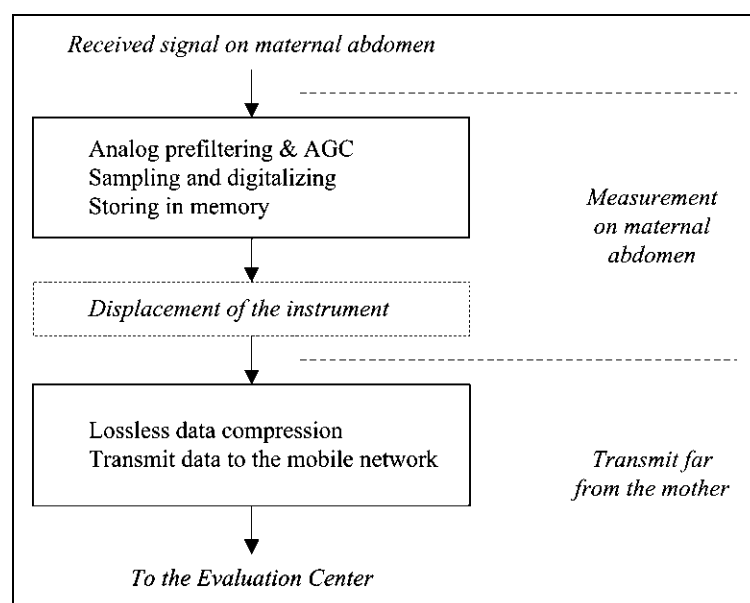 Received signal on maternal abdomen
Analog prefiltering & AGC
Sampling and digitalizing
Storing in memory
Measurement
on maternal
abdomen
Displacement of the instrument
Lossless data compression
Transmit data to the mobile network
Transmit far
from the mother
To the Evaluation Center